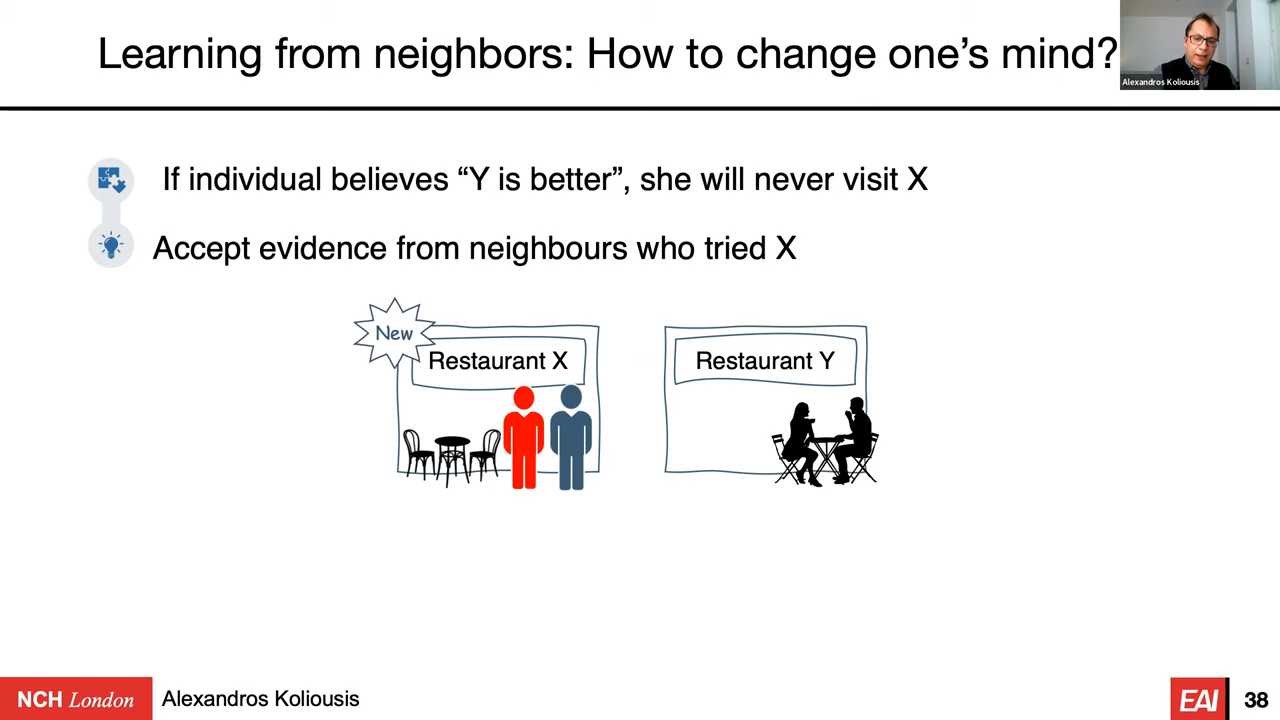 Learning from neighbors: How to change one’s mind?
Alexandros Koliousis
If individual believes “Y is better”, she will never visit X
Accept evidence from neighbours who tried X
New
Restaurant X
Restaurant Y
NCH London
Alexandros Koliousis
EAI
38